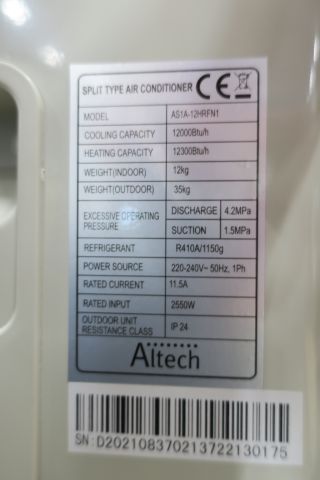 SPLIT TYPE AIR CONDITIONER CE
MODEL AS1A-12HRFN1
COOLING CAPACITY 12000Btu/h
HEATING CAPACITY 12300Btu/h
WEIGHT(INDOOR) 12kg
WEIGHT(OUTDOOR) 35kg
EXCESSIVE OPERATING PRESSURE DISCHARGE 4.2MPa
SUCTION 1.5MPa
REFRIGERANT R410A/1150g
POWER SOURCE 220-240V~ 50Hz, 1Ph
RATED CURRENT 11.5A
RATED INPUT 2550W
OUTDOOR UNIT
RESISTANCE CLASS IP 24
Altech
SN:D2021083702137221​30175